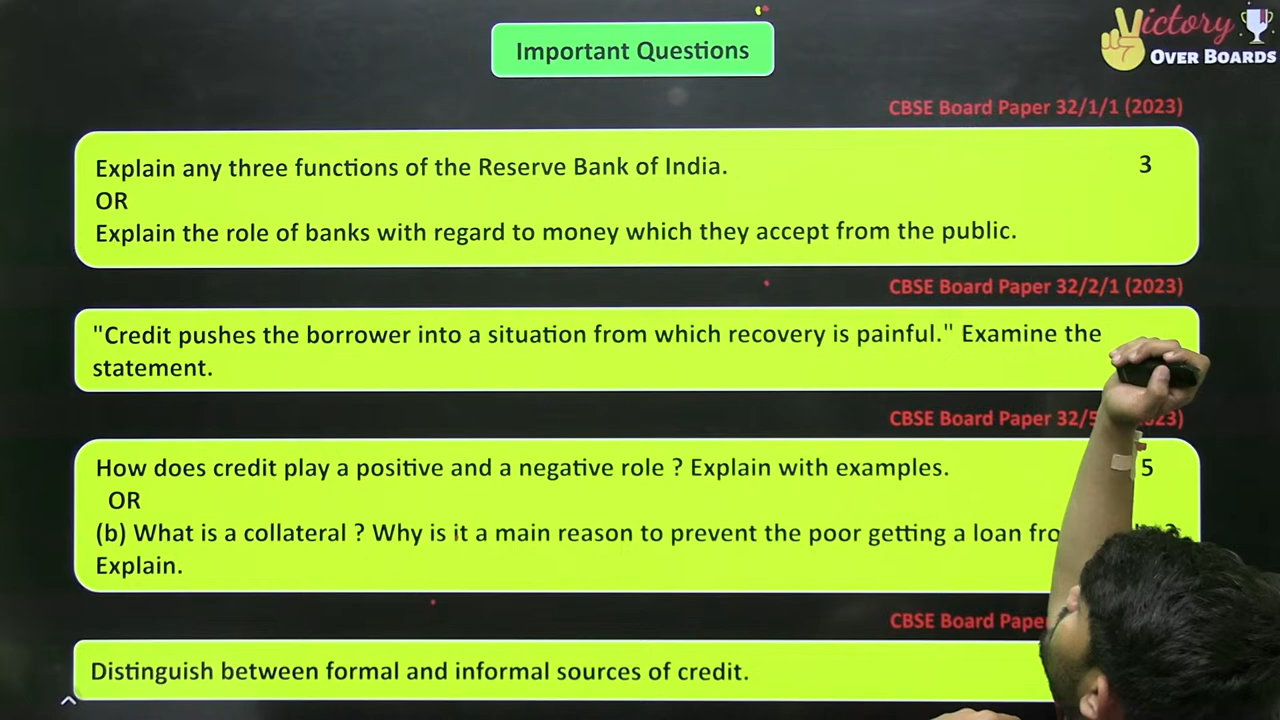 Important Questions
Victory
OVER BOARDS
CBSE Board Paper 32/1/1 (2023)
Explain any three functions of the Reserve Bank of India. 3
OR
Explain the role of banks with regard to money which they accept from the public.
CBSE Board Paper 32/2/1 (2023)
"Credit pushes the borrower into a situation from which recovery is painful." Examine the
statement.
CBSE Board Paper 32/5 023)
How does credit play a positive and a negative role ? Explain with examples. 5
OR
(b) What is a collateral ? Why is it a main reason to prevent the poor getting a loan fro
Explain.
CBSE Board Pape
Distinguish between formal and informal sources of credit.